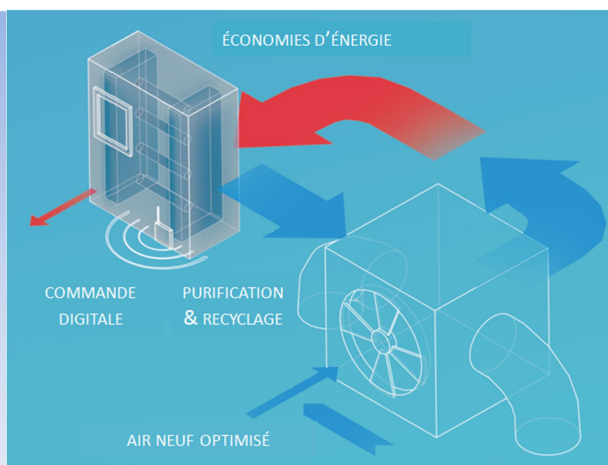 ÉCONOMIES D'ÉNERGIE
COMMANDE
DIGITALE
PURIFICATION
& RECYCLAGE
AIR NEUF OPTIMISÉ